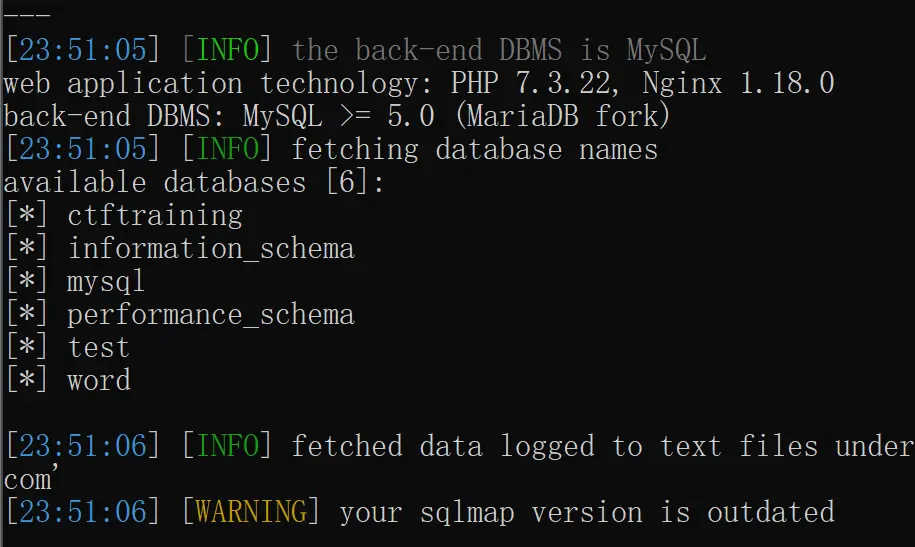 ---
[23:51:05] [INFO] the back-end DBMS is MySQL
web application technology: PHP 7.3.22, Nginx 1.18.0
back-end DBMS: MySQL >= 5.0 (MariaDB fork)
[23:51:05] [INFO] fetching database names
available databases [6]:
[*] ctftraining
[*] information_schema
[*] mysql
[*] performance_schema
[*] test
[*] word
[23:51:06] [INFO] fetched data logged to text files under
com'
[23:51:06] [WARNING] your sqlmap version is outdated